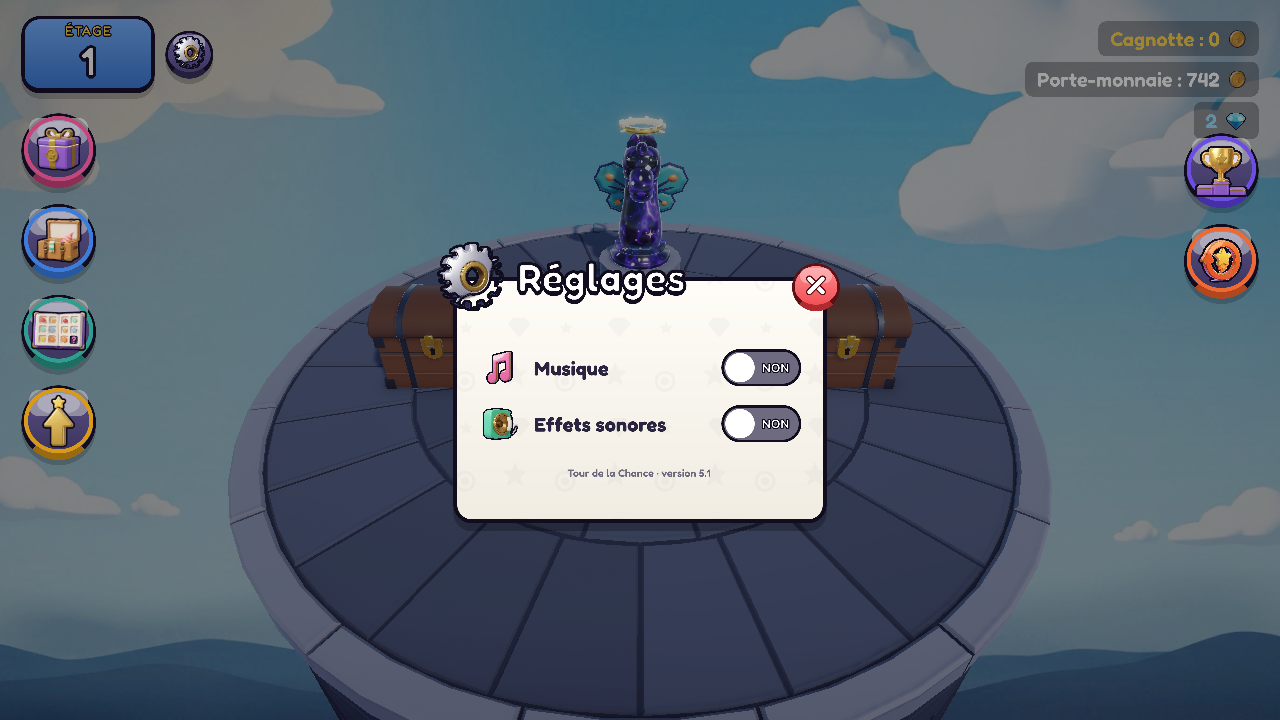 ÉTAGE
1
Cagnotte : 0
Porte-monnaie : 742
2
Réglages
Musique
NON
Effets sonores
NON
Tour de la Chance · version 5.1